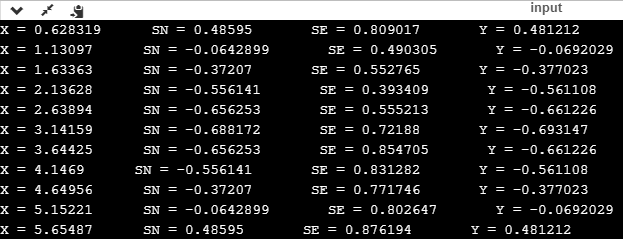 input
X = 0.628319 SN = 0.48595 SE = 0.809017 Y = 0.481212
X = 1.13097 SN = -0.0642899 SE = 0.490305 Y = -0.0692029
X = 1.63363 SN = -0.37207 SE = 0.552765 Y = -0.377023
X = 2.13628 SN = -0.556141 SE = 0.393409 Y = -0.561108
X = 2.63894 SN = -0.656253 SE = 0.555213 Y = -0.661226
X = 3.14159 SN = -0.688172 SE = 0.72188 Y = -0.693147
X = 3.64425 SN = -0.656253 SE = 0.854705 Y = -0.661226
X = 4.1469 SN = -0.556141 SE = 0.831282 Y = -0.561108
X = 4.64956 SN = -0.37207 SE = 0.771746 Y = -0.377023
X = 5.15221 SN = -0.0642899 SE = 0.802647 Y = -0.0692029
X = 5.65487 SN = 0.48595 SE = 0.876194 Y = 0.481212